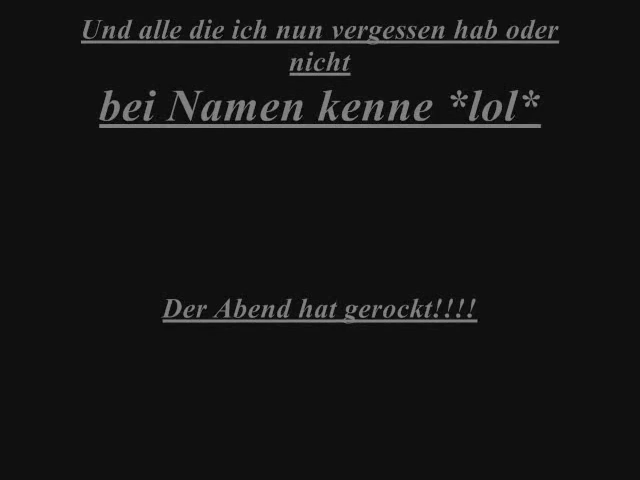 Und alle die ich nun vergessen hab oder
nicht
bei Namen kenne *lol*
Der Abend hat gerockt!!!!